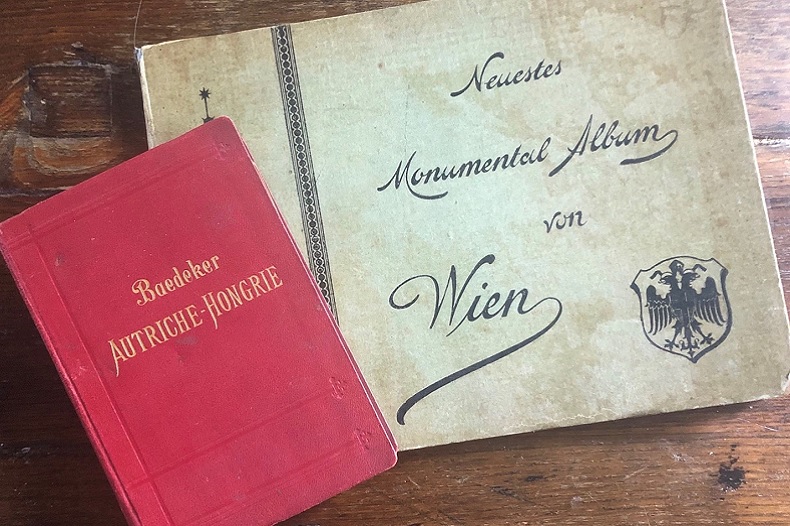 Neuestes
Monumental Album
von
Wien
Baedeker
AUTRICHE-HONGRIE